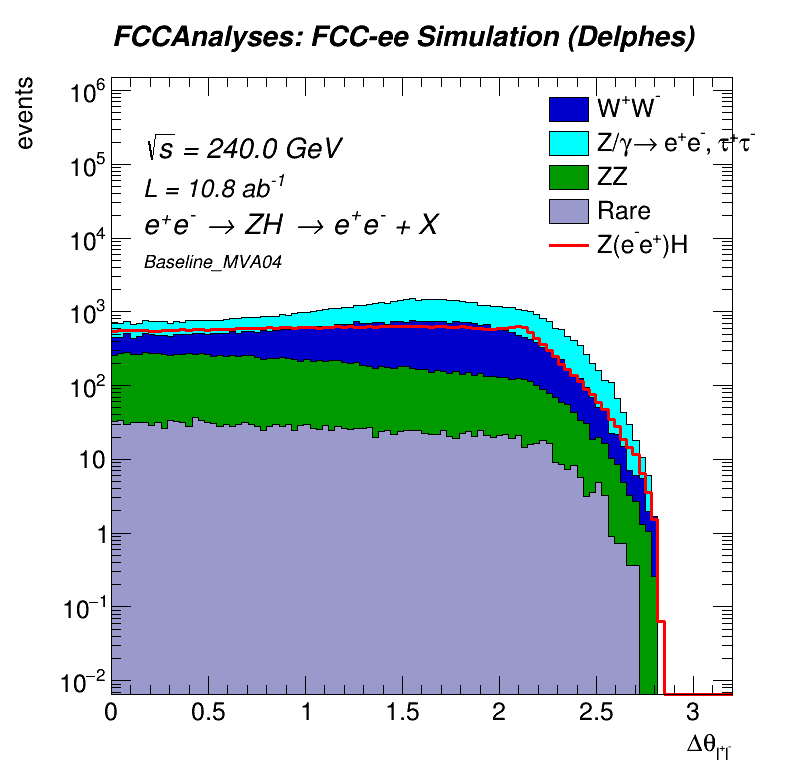 FCCAnalyses: FCC-ee Simulation (Delphes)
events
√s = 240.0 GeV
L = 10.8 ab⁻¹
e⁺e⁻ → ZH → e⁺e⁻ + X
Baseline_MVA04
W⁺W⁻
Z/γ→ e⁺e⁻, τ⁺τ⁻
ZZ
Rare
Z(e⁻e⁺)H
10⁶
10⁵
10⁴
10³
10²
10
1
10⁻¹
10⁻²
0 0.5 1 1.5 2 2.5 3
Δθ_{l⁺l⁻}